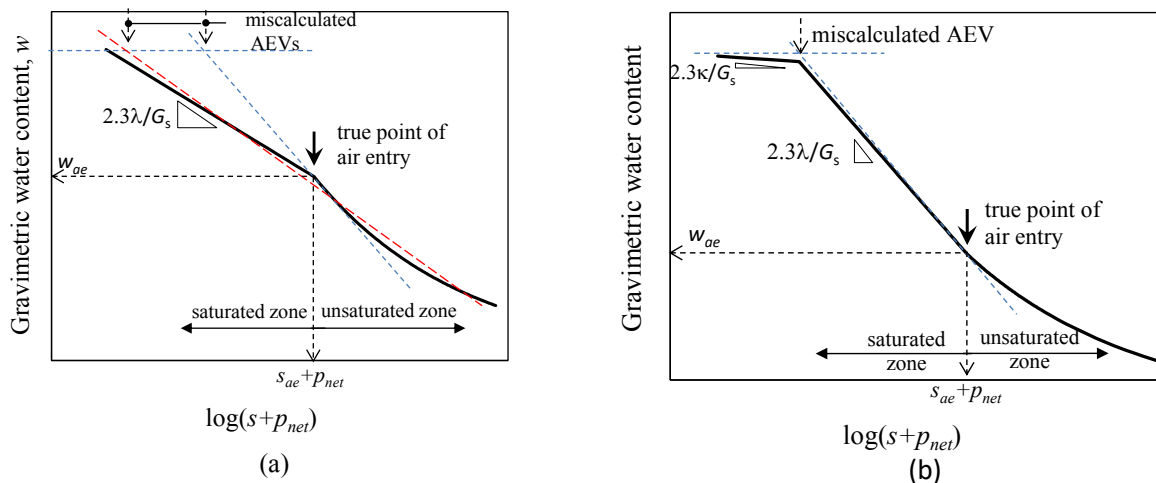 miscalculated
AEVs
Gravimetric water content, w
2.3λ/Gs
true point of
air entry
wae
saturated zone
unsaturated zone
sae+pnet
log(s+pnet)
(a)
miscalculated AEV
Gravimetric water content
2.3κ/Gs
2.3λ/Gs
true point of
air entry
wae
saturated
zone
unsaturated
zone
sae+pnet
log(s+pnet)
(b)